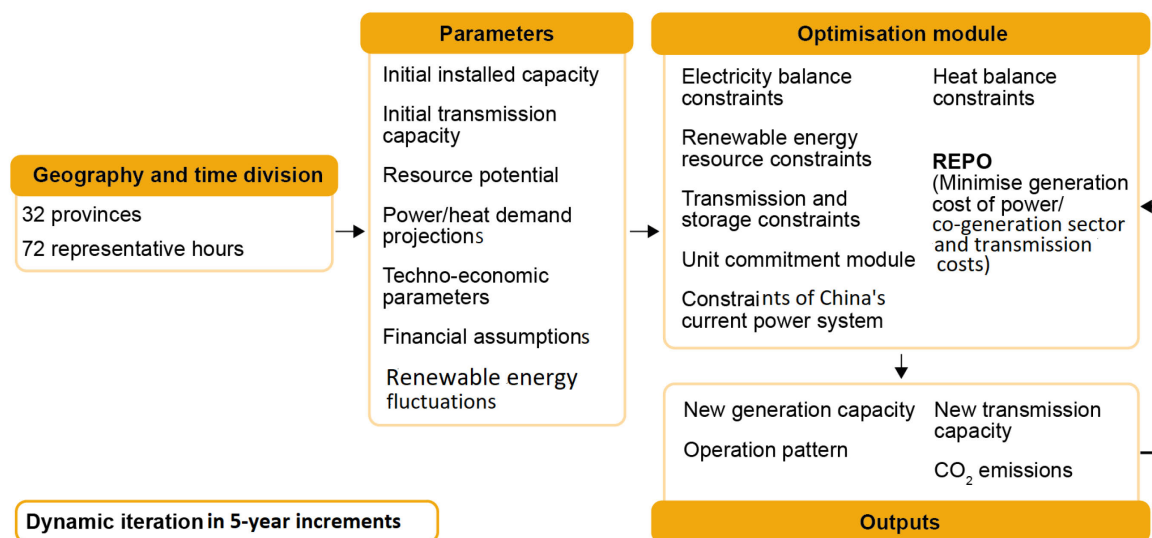 Geography and time division
32 provinces
72 representative hours
Parameters
Initial installed capacity
Initial transmission
capacity
Resource potential
Power/heat demand
projections
Techno-economic
parameters
Financial assumptions
Renewable energy
fluctuations
Optimisation module
Electricity balance
constraints
Renewable energy
resource constraints
Transmission and
storage constraints
Unit commitment module
Constraints of China's
current power system
Heat balance
constraints
REPO
(Minimise generation
cost of power/
co-generation sector
and transmission
costs)
New generation capacity
Operation pattern
New transmission
capacity
CO₂ emissions
Outputs
Dynamic iteration in 5-year increments